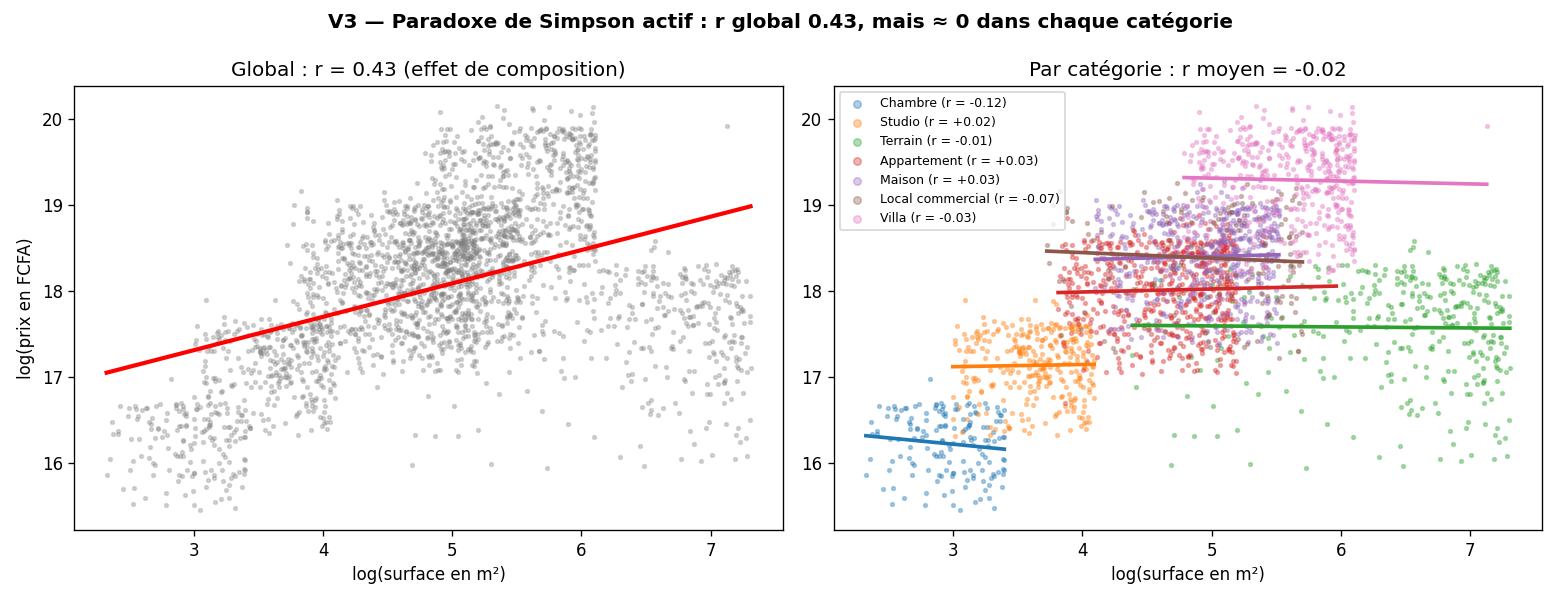 V3 — Paradoxe de Simpson actif : r global 0.43, mais ≈ 0 dans chaque catégorie
Global : r = 0.43 (effet de composition)
log(prix en FCFA)
20
19
18
17
16
3 4 5 6 7
log(surface en m²)
Par catégorie : r moyen = -0.02
Chambre (r = -0.12)
Studio (r = +0.02)
Terrain (r = -0.01)
Appartement (r = +0.03)
Maison (r = +0.03)
Local commercial (r = -0.07)
Villa (r = -0.03)
20
19
18
17
16
3 4 5 6 7
log(surface en m²)